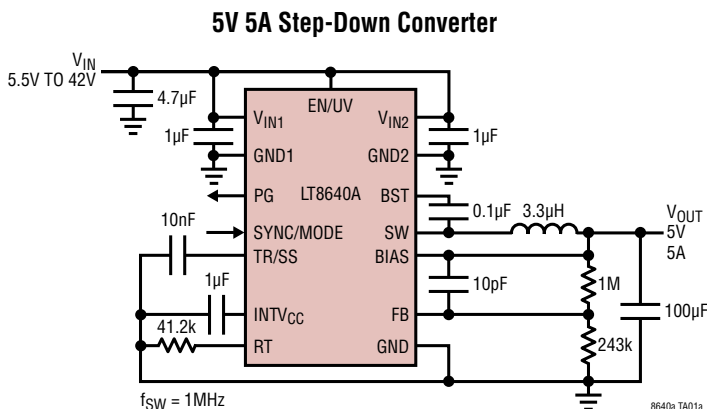 5V 5A Step-Down Converter
VIN
5.5V TO 42V
4.7µF
1µF
VIN1
EN/UV
VIN2
1µF
GND1
GND2
PG
LT8640A
BST
0.1µF
3.3µH
VOUT
5V
5A
10nF
SYNC/MODE
SW
TR/SS
BIAS
1µF
10pF
1M
100µF
INTVCC
FB
41.2k
RT
GND
243k
fSW = 1MHz
8640a TA01a